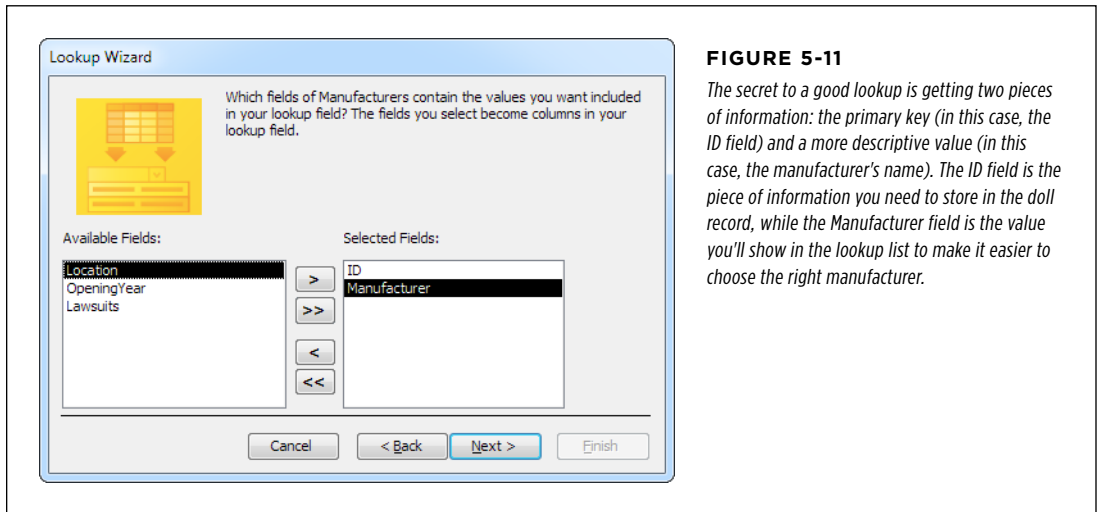 Lookup Wizard
Which fields of Manufacturers contain the values you want included
in your lookup field? The fields you select become columns in your
lookup field.
Available Fields:
Selected Fields:
Location
OpeningYear
Lawsuits
>
>>
<
<<
ID
Manufacturer
Cancel
< Back
Next >
Finish
FIGURE 5-11
The secret to a good lookup is getting two pieces
of information: the primary key (in this case, the
ID field) and a more descriptive value (in this
case, the manufacturer's name). The ID field is the
piece of information you need to store in the doll
record, while the Manufacturer field is the value
you'll show in the lookup list to make it easier to
choose the right manufacturer.